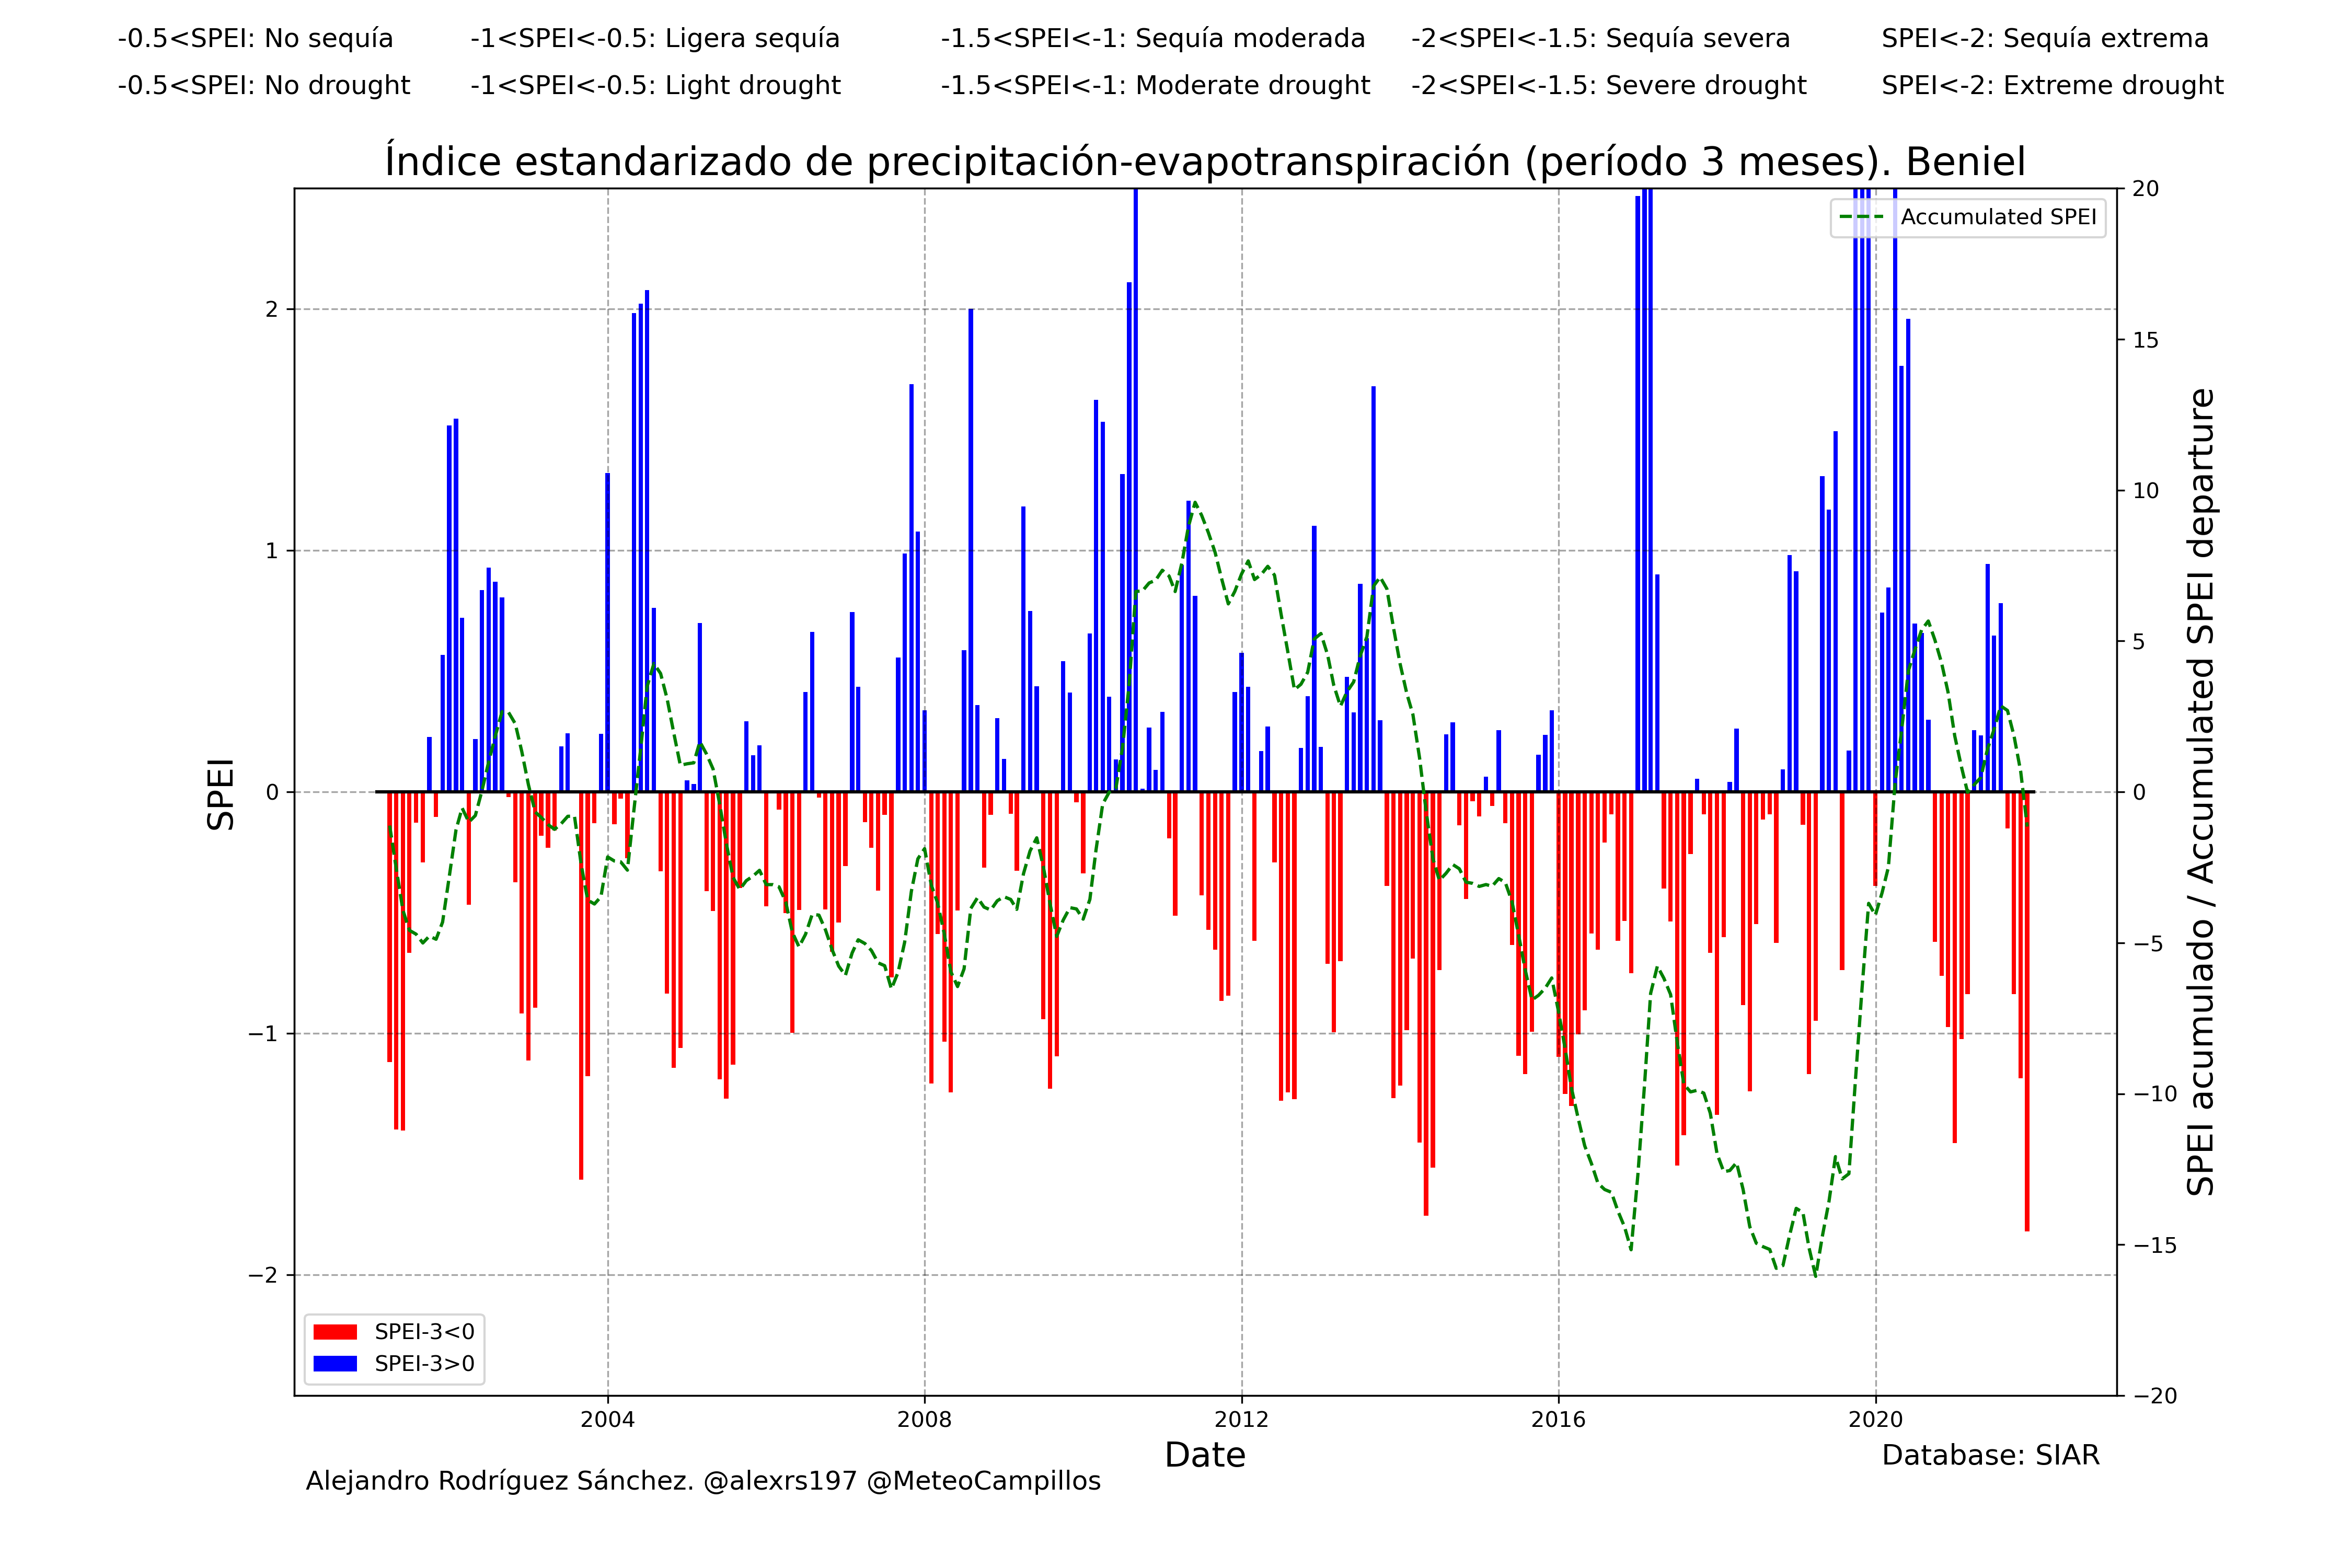 -0.5<SPEI: No sequía -1<SPEI<-0.5: Ligera sequía -1.5<SPEI<-1: Sequía moderada -2<SPEI<-1.5: Sequía severa SPEI<-2: Sequía extrema
-0.5<SPEI: No drought -1<SPEI<-0.5: Light drought -1.5<SPEI<-1: Moderate drought -2<SPEI<-1.5: Severe drought SPEI<-2: Extreme drought
Índice estandarizado de precipitación-evapotranspiración (período 3 meses). Beniel
Accumulated SPEI
SPEI
2
1
0
−1
−2
20
15
10
5
0
−5
−10
−15
−20
SPEI acumulado / Accumulated SPEI departure
SPEI-3<0
SPEI-3>0
2004 2008 2012 2016 2020
Date
Database: SIAR
Alejandro Rodríguez Sánchez. @alexrs197 @MeteoCampillos